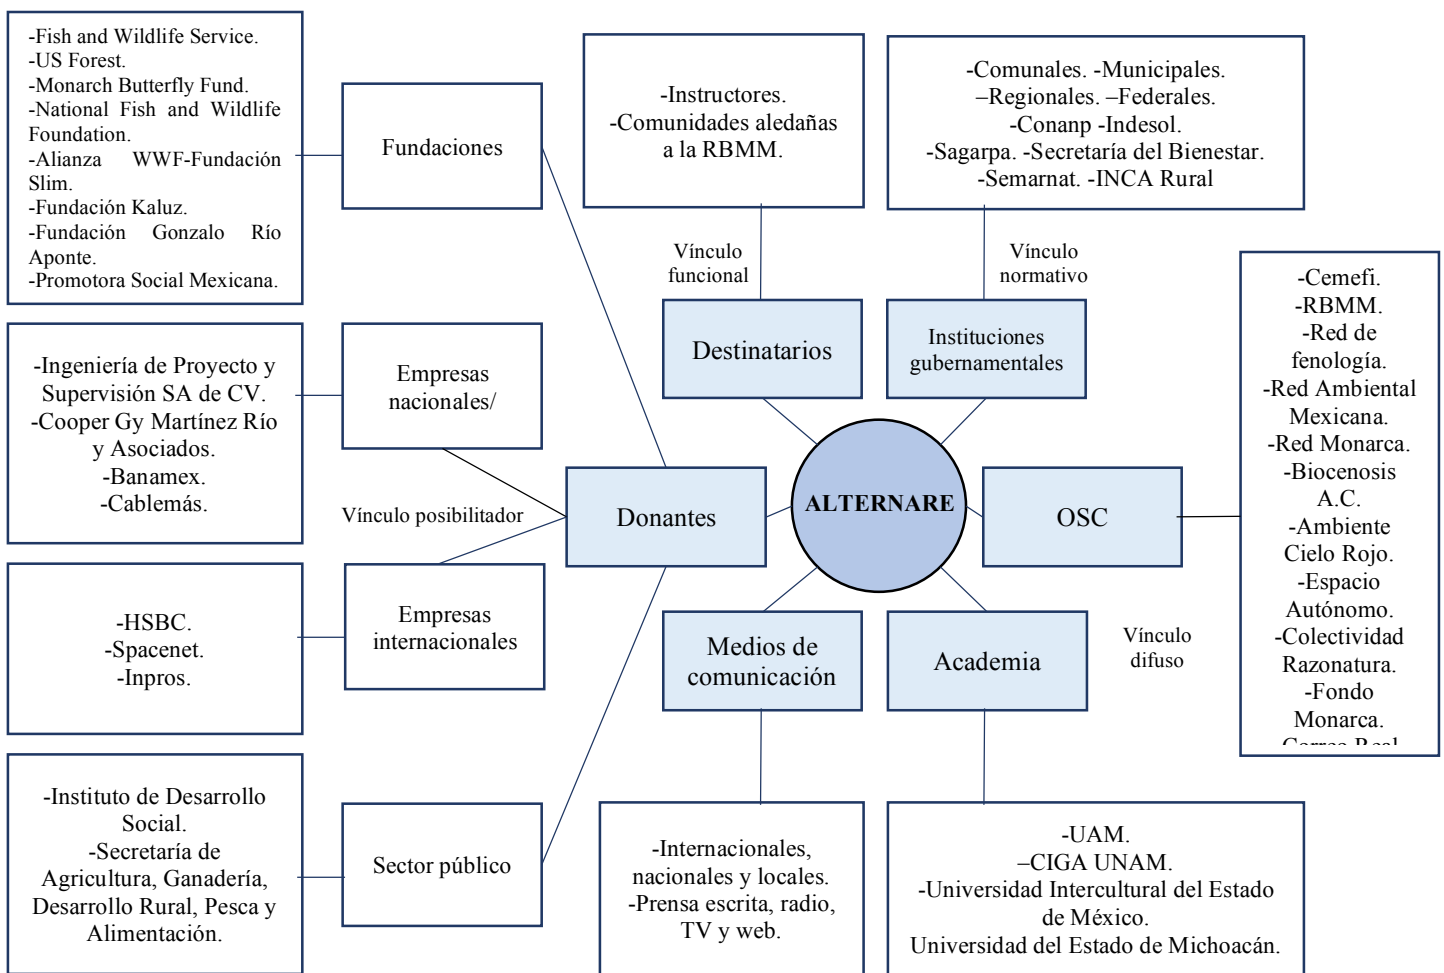 -Fish and Wildlife Service.
-US Forest.
-Monarch Butterfly Fund.
-National Fish and Wildlife
Foundation.
-Alianza WWF-Fundación
Slim.
-Fundación Kaluz.
-Fundación Gonzalo Río
Aponte.
-Promotora Social Mexicana.
Fundaciones
-Instructores.
-Comunidades aledañas
a la RBMM.
-Comunales. -Municipales.
–Regionales. –Federales.
-Conanp -Indesol.
-Sagarpa. -Secretaría del Bienestar.
-Semarnat. -INCA Rural
Vínculo
funcional
Vínculo
normativo
-Ingeniería de Proyecto y
Supervisión SA de CV.
-Cooper Gy Martínez Río
y Asociados.
-Banamex.
-Cablemás.
Empresas
nacionales/
Destinatarios
Instituciones
gubernamentales
-Cemefi.
-RBMM.
-Red de
fenología.
-Red Ambiental
Mexicana.
-Red Monarca.
-Biocenosis
A.C.
-Ambiente
Cielo Rojo.
-Espacio
Autónomo.
-Colectividad
Razonatura.
-Fondo
Monarca.
Correo Real
Vínculo posibilitador
Donantes
ALTERNARE
OSC
-HSBC.
-Spacenet.
-Inpros.
Empresas
internacionales
Medios de
comunicación
Academia
Vínculo
difuso
-Instituto de Desarrollo
Social.
-Secretaría de
Agricultura, Ganadería,
Desarrollo Rural, Pesca y
Alimentación.
Sector público
-Internacionales,
nacionales y locales.
-Prensa escrita, radio,
TV y web.
-UAM.
–CIGA UNAM.
-Universidad Intercultural del Estado
de México.
Universidad del Estado de Michoacán.